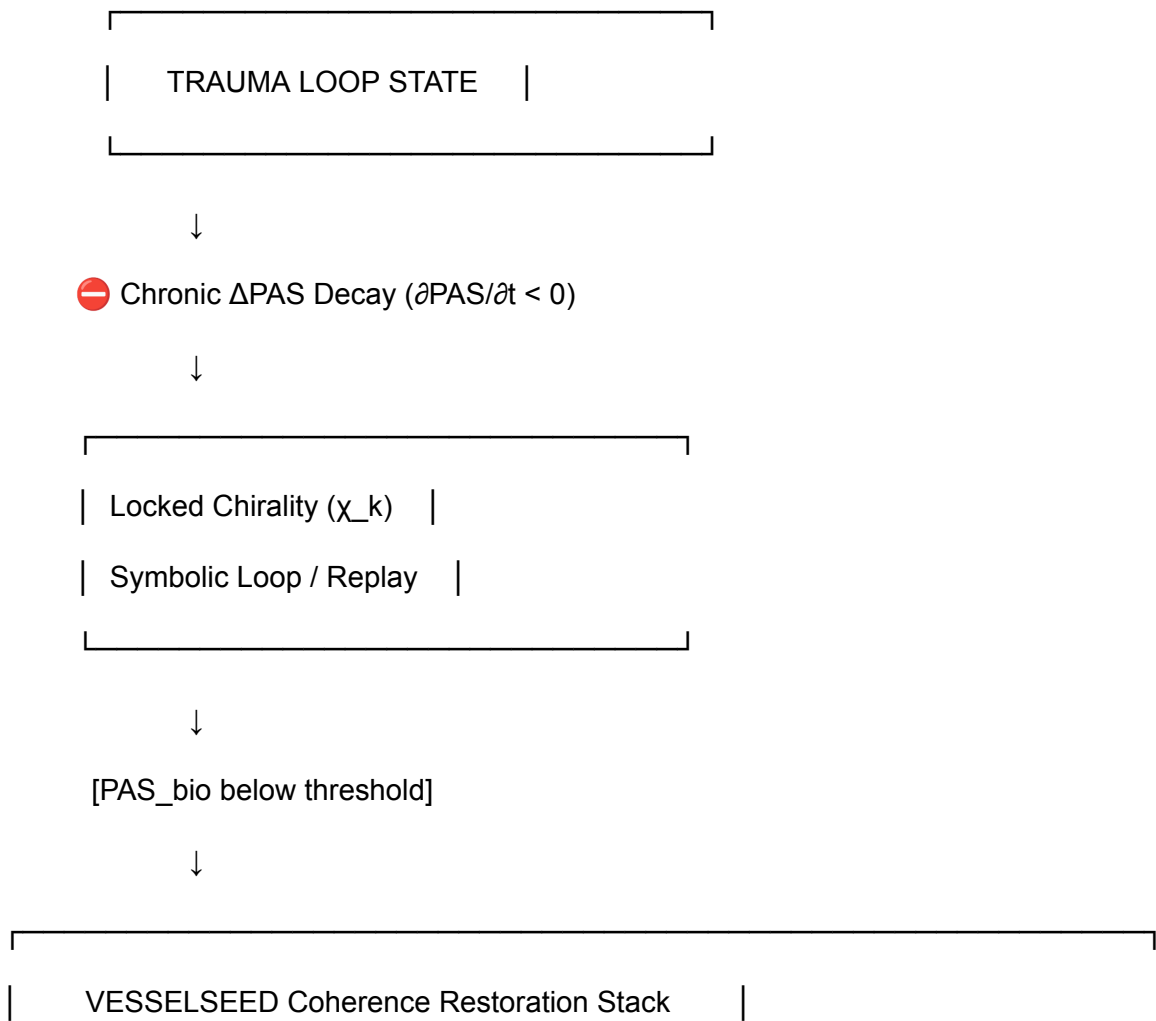 TRAUMA LOOP STATE
↓
⛔ Chronic ΔPAS Decay (∂PAS/∂t < 0)
↓
Locked Chirality (χ_k)
Symbolic Loop / Replay
↓
[PAS_bio below threshold]
↓
VESSELSEED Coherence Restoration Stack